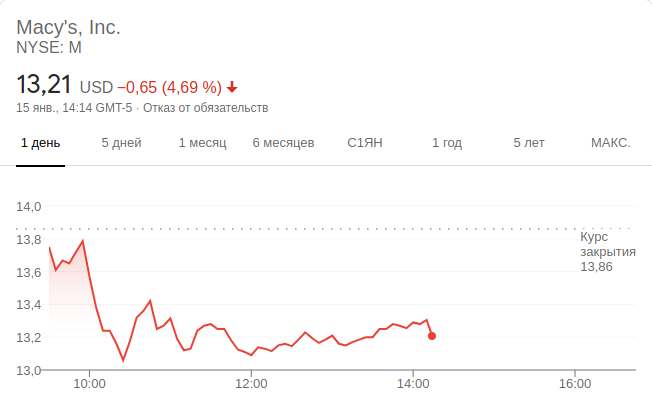 Macy's, Inc.
NYSE: M
13,21 USD −0,65 (4,69 %)
15 янв., 14:14 GMT-5 · Отказ от обязательств
1 день 5 дней 1 месяц 6 месяцев С1ЯН 1 год 5 лет МАКС.
14,0
13,8
Курс
закрытия
13,86
13,6
13,4
13,2
13,0
10:00 12:00 14:00 16:00